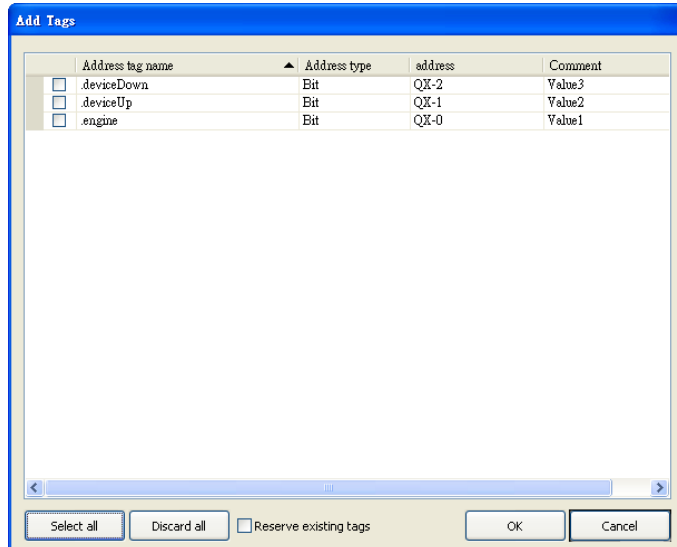 Add Tags
Address tag name Address type address Comment
.deviceDown Bit QX-2 Value3
.deviceUp Bit QX-1 Value2
.engine Bit QX-0 Value1
Select all Discard all Reserve existing tags OK Cancel